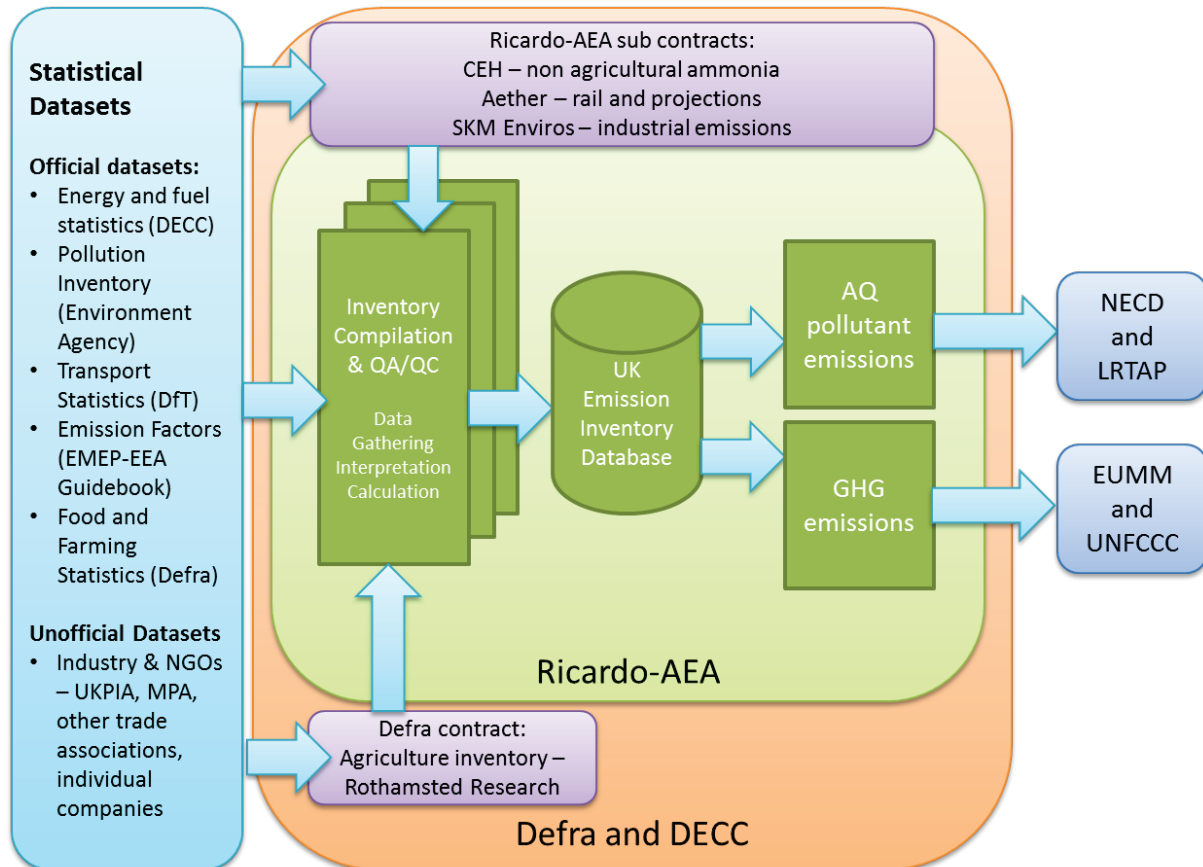 Statistical
Datasets
Official datasets:
• Energy and fuel
statistics (DECC)
• Pollution
Inventory
(Environment
Agency)
• Transport
Statistics (DfT)
• Emission Factors
(EMEP-EEA
Guidebook)
• Food and
Farming
Statistics (Defra)
Unofficial Datasets
• Industry & NGOs
– UKPIA, MPA,
other trade
associations,
individual
companies
Ricardo-AEA sub contracts:
CEH – non agricultural ammonia
Aether – rail and projections
SKM Enviros – industrial emissions
Inventory
Compilation
& QA/QC
Data
Gathering
Interpretation
Calculation
UK
Emission
Inventory
Database
AQ
pollutant
emissions
GHG
emissions
NECD
and
LRTAP
EUMM
and
UNFCCC
Ricardo-AEA
Defra contract:
Agriculture inventory –
Rothamsted Research
Defra and DECC